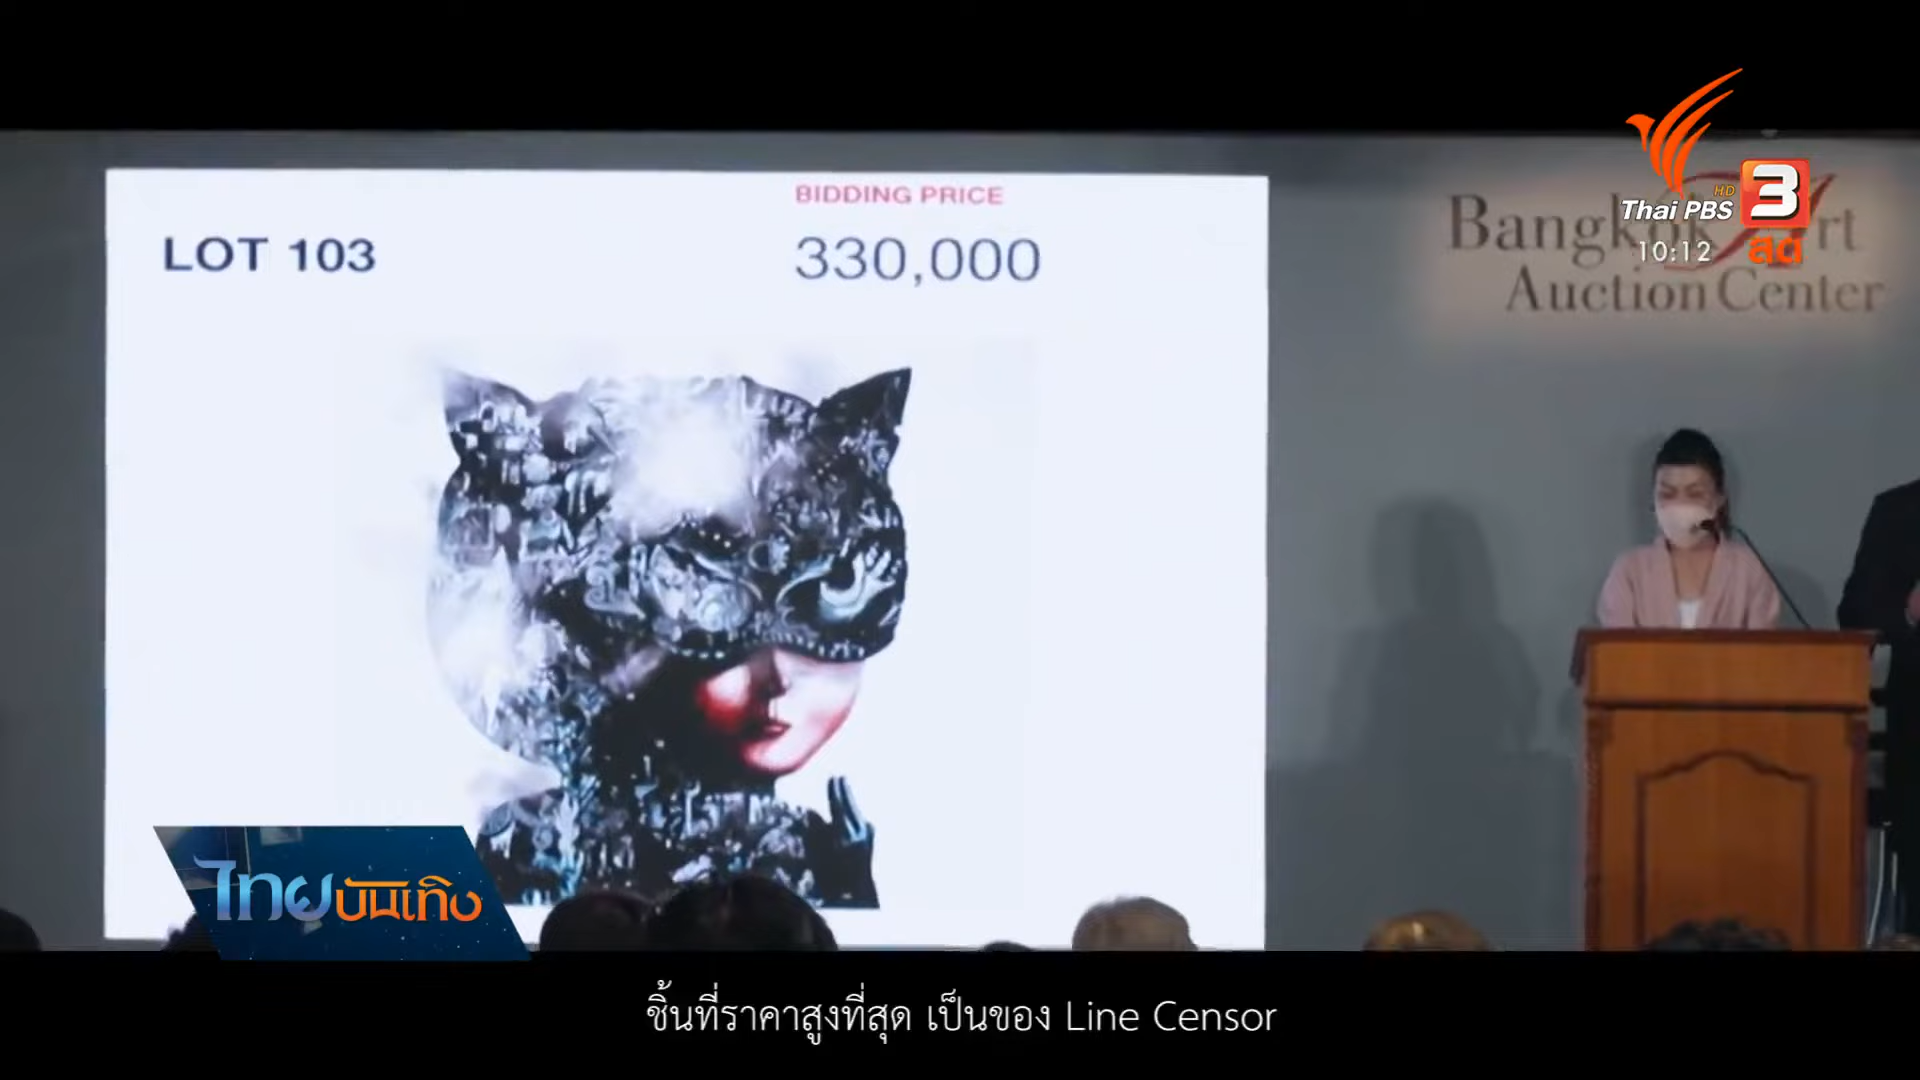 BIDDING PRICE
LOT 103
330,000
Thai PBS
HD
3
10:12
สด
Bangkok Art
Auction Center
ไทยบันเทิง
ชิ้นที่ราคาสูงที่สุด เป็นของ Line Censor